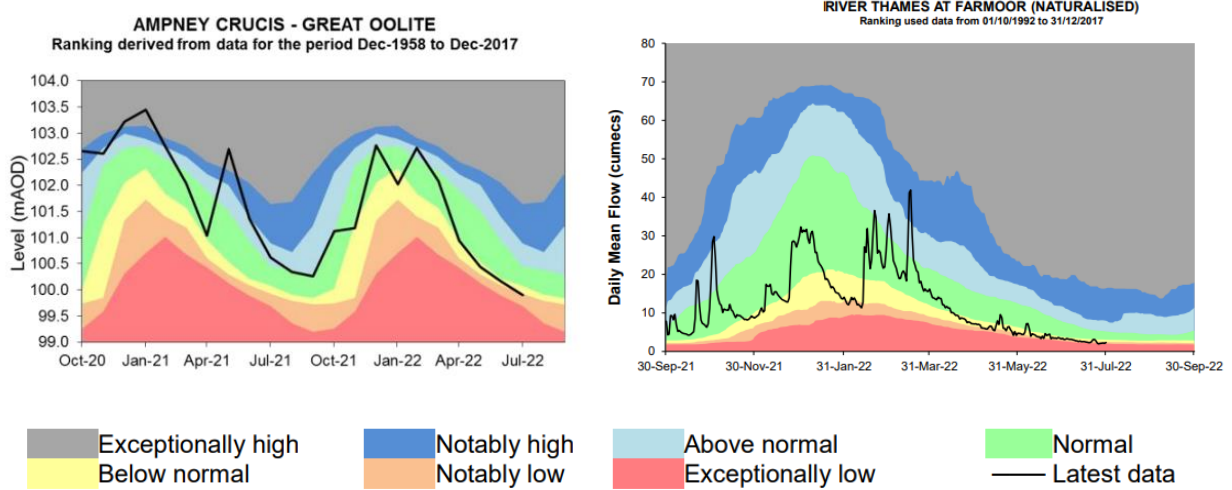 AMPNEY CRUCIS - GREAT OOLITE
Ranking derived from data for the period Dec-1958 to Dec-2017
Level (mAOD)
104.0
103.5
103.0
102.5
102.0
101.5
101.0
100.5
100.0
99.5
99.0
Oct-20 Jan-21 Apr-21 Jul-21 Oct-21 Jan-22 Apr-22 Jul-22
RIVER THAMES AT FARMOOR (NATURALISED)
Ranking used data from 01/10/1992 to 31/12/2017
Daily Mean Flow (cumecs)
80
70
60
50
40
30
20
10
0
30-Sep-21 30-Nov-21 31-Jan-22 31-Mar-22 31-May-22 31-Jul-22 30-Sep-22
Exceptionally high Notably high Above normal Normal
Below normal Notably low Exceptionally low Latest data